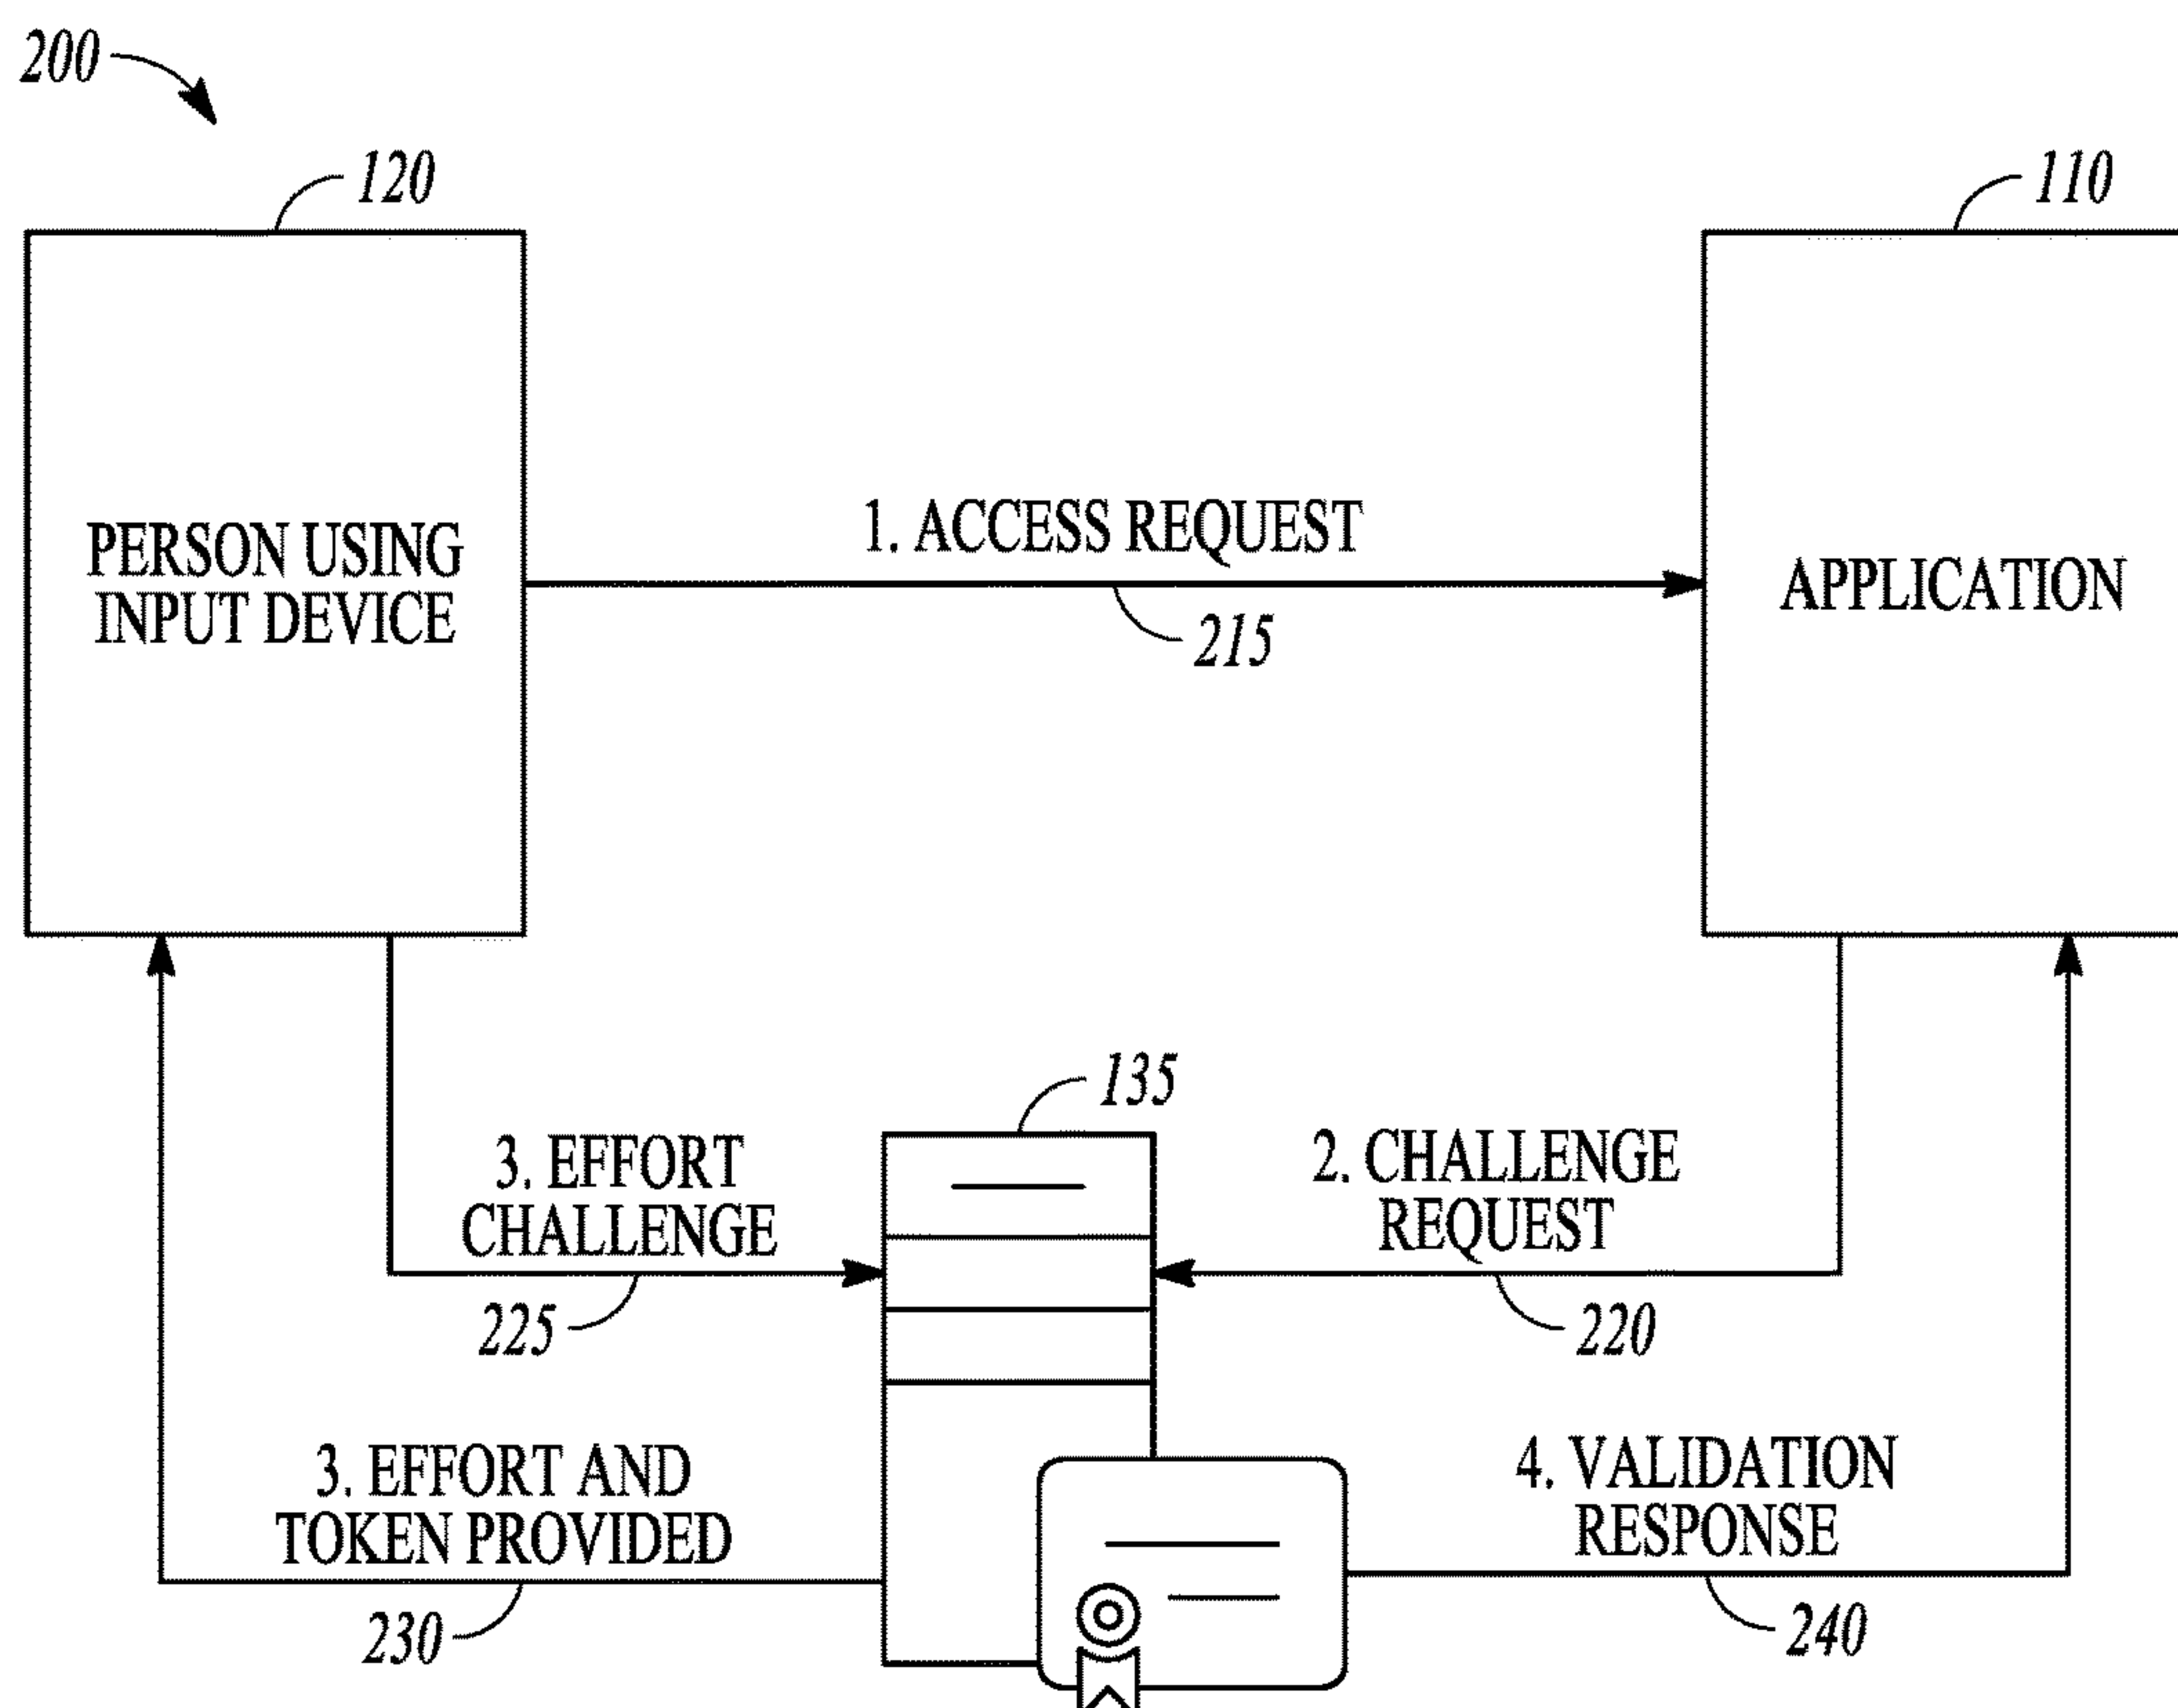 200
120
110
PERSON USING
INPUT DEVICE
1. ACCESS REQUEST
215
APPLICATION
135
3. EFFORT
CHALLENGE
225
2. CHALLENGE
REQUEST
220
3. EFFORT AND
TOKEN PROVIDED
230
4. VALIDATION
RESPONSE
240